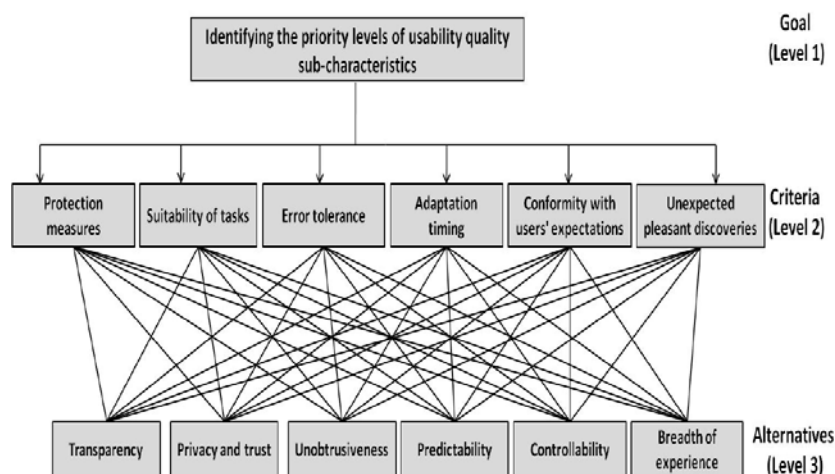 Identifying the priority levels of usability quality
sub-characteristics
Goal
(Level 1)
Protection
measures
Suitability of tasks
Error tolerance
Adaptation
timing
Conformity with
users' expectations
Unexpected
pleasant discoveries
Criteria
(Level 2)
Transparency
Privacy and trust
Unobtrusiveness
Predictability
Controllability
Breadth of
experience
Alternatives
(Level 3)